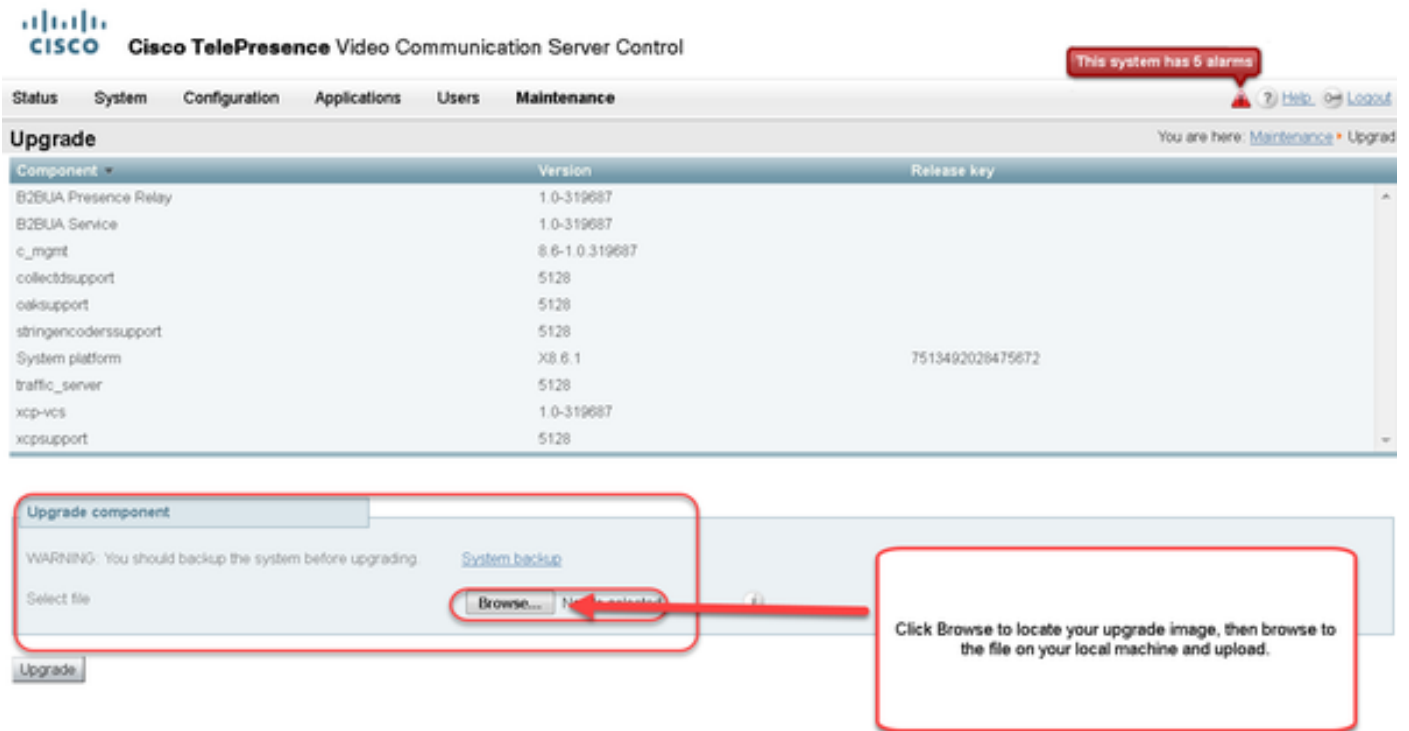 CISCO Cisco TelePresence Video Communication Server Control
This system has 5 alarms
Status System Configuration Applications Users Maintenance
? Help Logout
Upgrade
You are here: Maintenance Upgrad
Component Version Release key
B2BUA Presence Relay 1.0-319687
B2BUA Service 1.0-319687
c_mgmt 8.6-1.0.319687
collectdsupport 5128
oaksupport 5128
stringencoderssupport 5128
System platform X8.6.1 7513492028475672
traffic_server 5128
xcp-vcs 1.0-319687
xcpsupport 5128
Upgrade component
WARNING: You should backup the system before upgrading. System backup
Select file Browse... selected
Click Browse to locate your upgrade image, then browse to
the file on your local machine and upload.
Upgrade